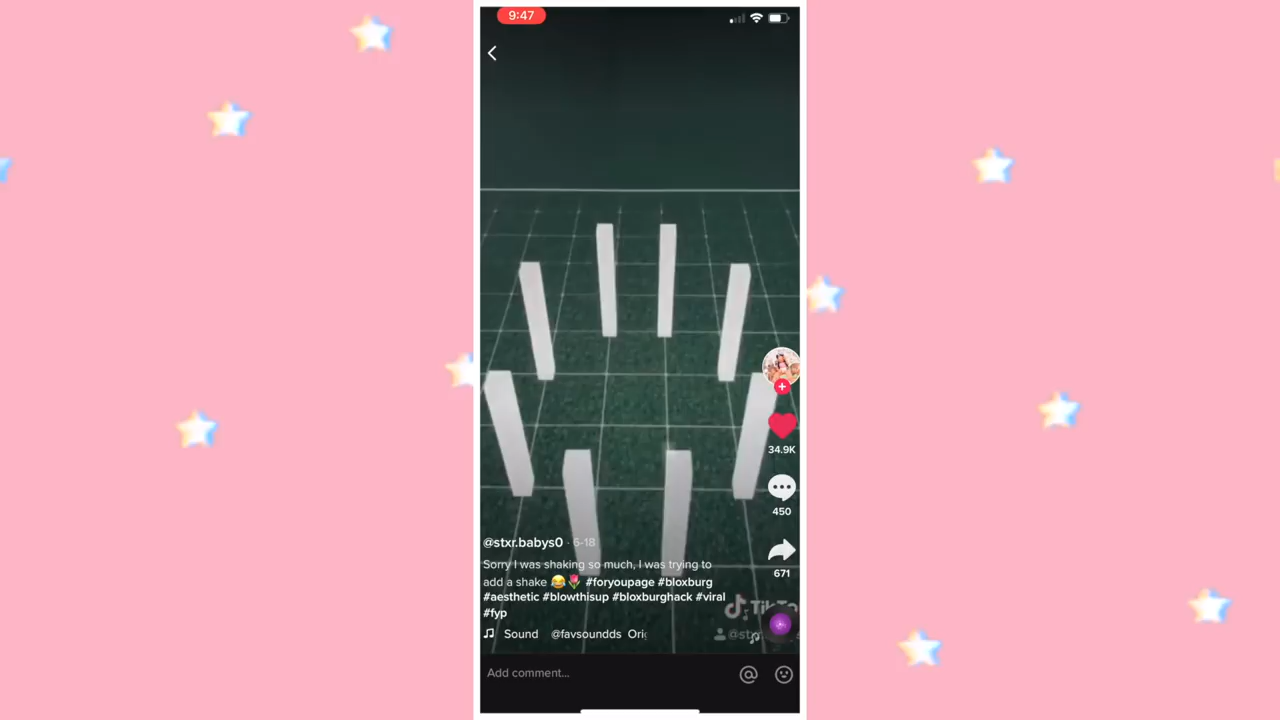 9:47
34.9K
450
@stxr.babys0 · 6-18
Sorry I was shaking so much, I was trying to
add a shake 😂🌷 #foryoupage #bloxburg
671
#aesthetic #blowthisup #bloxburghack #viral
#fyp
Sound @favsoundds Ori
Add comment...